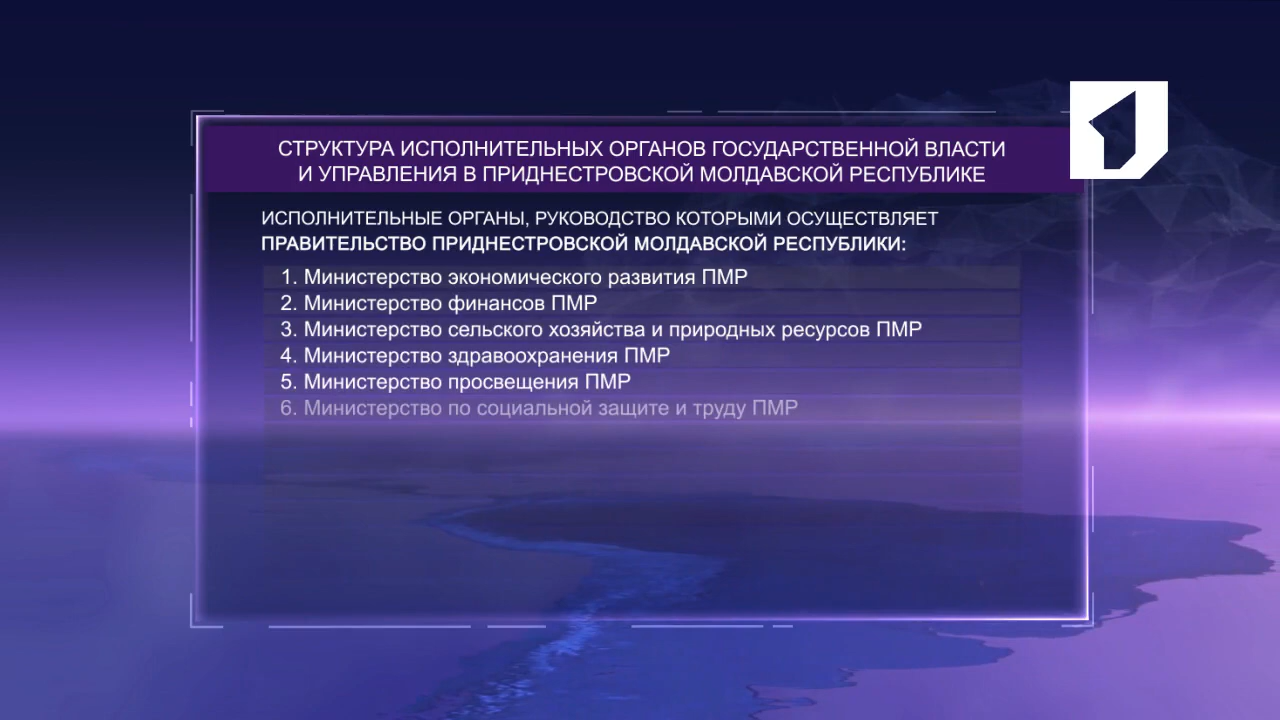 СТРУКТУРА ИСПОЛНИТЕЛЬНЫХ ОРГАНОВ ГОСУДАРСТВЕННОЙ ВЛАСТИ
И УПРАВЛЕНИЯ В ПРИДНЕСТРОВСКОЙ МОЛДАВСКОЙ РЕСПУБЛИКЕ
ИСПОЛНИТЕЛЬНЫЕ ОРГАНЫ, РУКОВОДСТВО КОТОРЫМИ ОСУЩЕСТВЛЯЕТ
ПРАВИТЕЛЬСТВО ПРИДНЕСТРОВСКОЙ МОЛДАВСКОЙ РЕСПУБЛИКИ:
1. Министерство экономического развития ПМР
2. Министерство финансов ПМР
3. Министерство сельского хозяйства и природных ресурсов ПМР
4. Министерство здравоохранения ПМР
5. Министерство просвещения ПМР
6. Министерство по социальной защите и труду ПМР